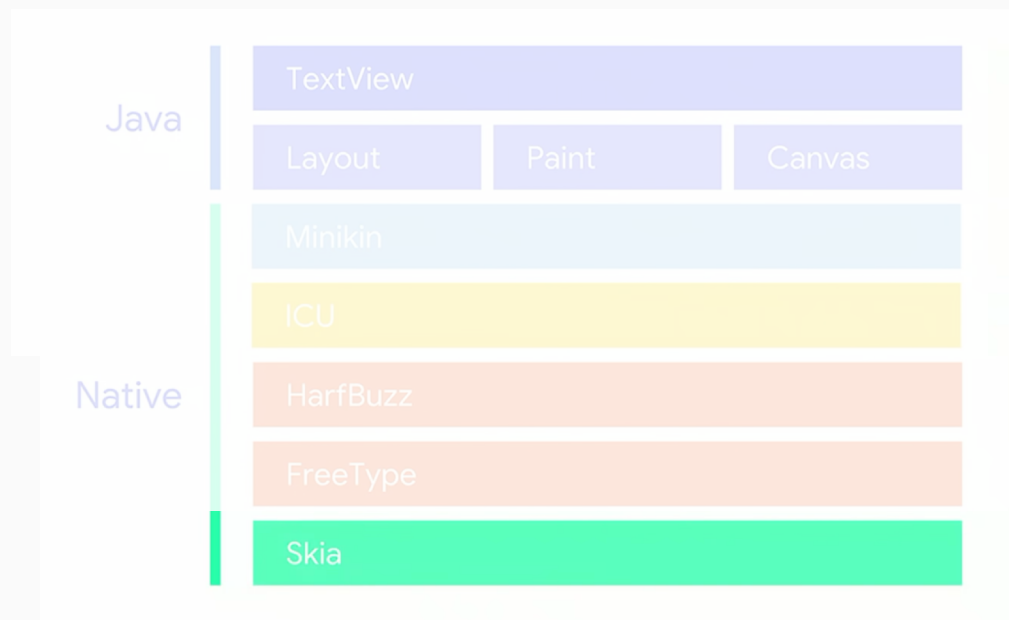 Java
TextView
Layout Paint Canvas
Native
Minikin
ICU
HarfBuzz
FreeType
Skia